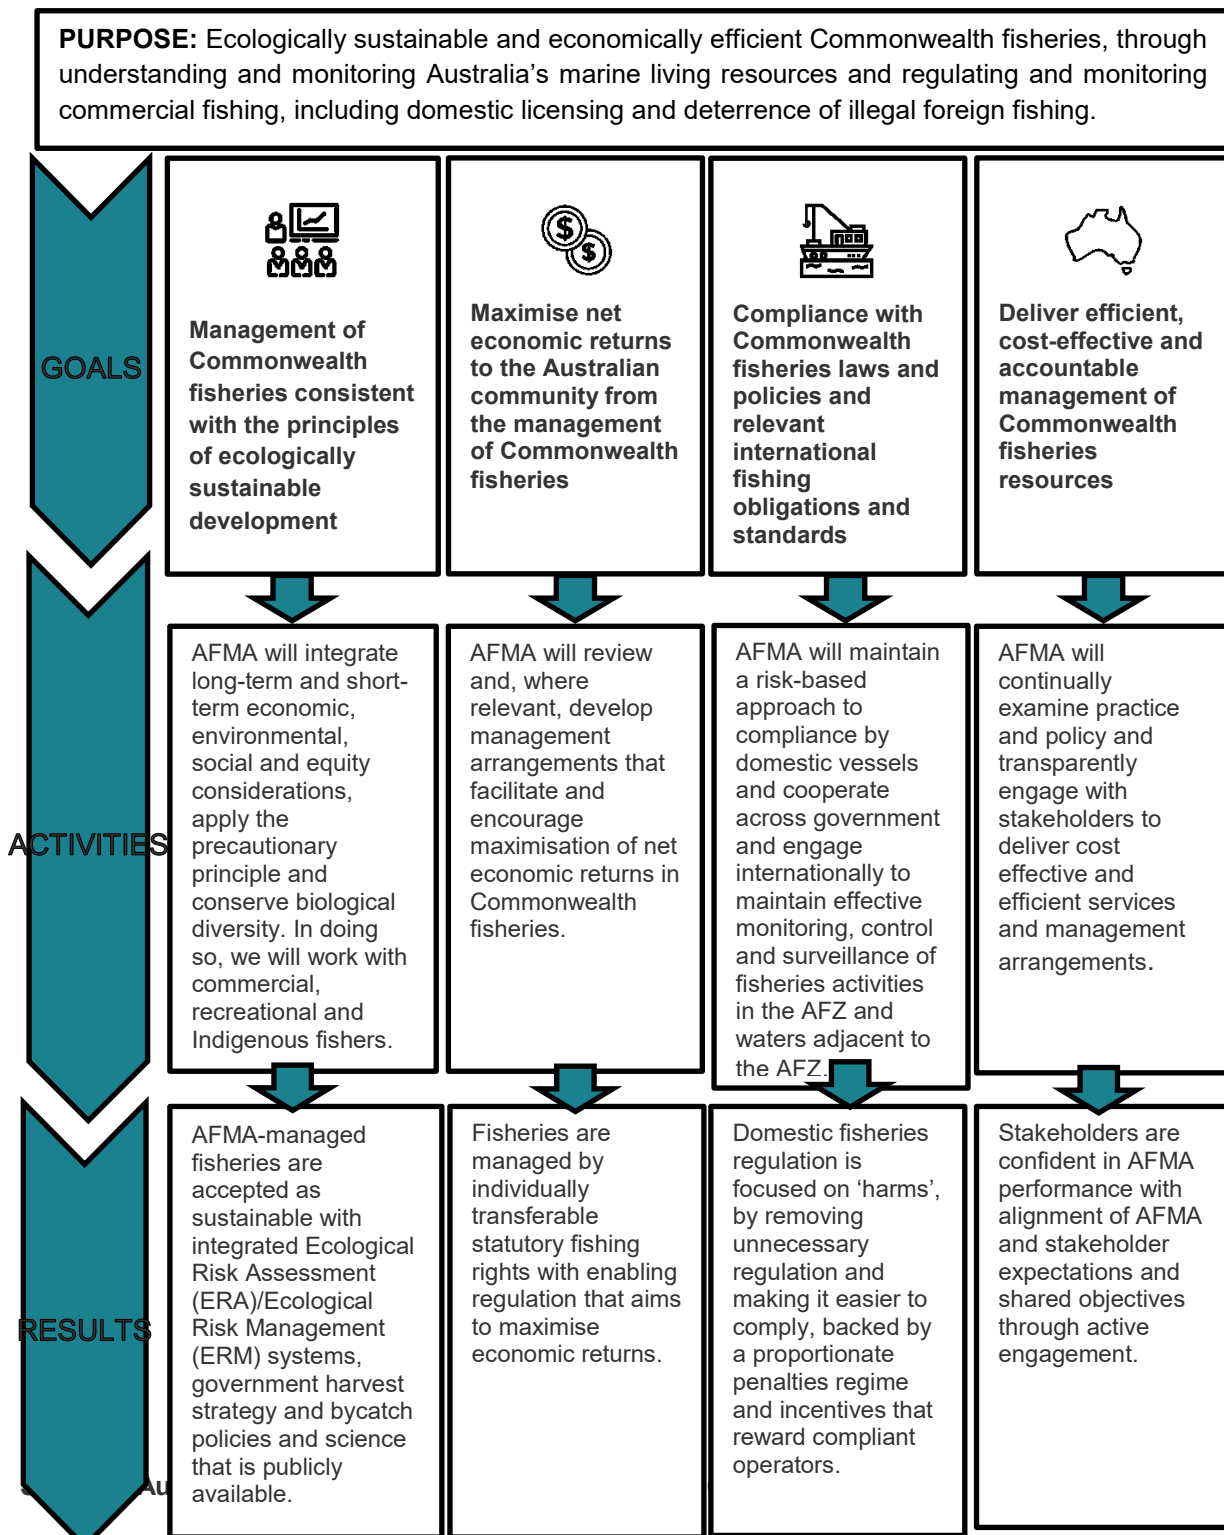 PURPOSE: Ecologically sustainable and economically efficient Commonwealth fisheries, through
understanding and monitoring Australia’s marine living resources and regulating and monitoring
commercial fishing, including domestic licensing and deterrence of illegal foreign fishing.
GOALS
Management of
Commonwealth
fisheries consistent
with the principles
of ecologically
sustainable
development
Maximise net
economic returns
to the Australian
community from
the management
of Commonwealth
fisheries
Compliance with
Commonwealth
fisheries laws and
policies and
relevant
international
fishing
obligations and
standards
Deliver efficient,
cost-effective and
accountable
management of
Commonwealth
fisheries
resources
ACTIVITIES
AFMA will integrate
long-term and short-
term economic,
environmental,
social and equity
considerations,
apply the
precautionary
principle and
conserve biological
diversity. In doing
so, we will work with
commercial,
recreational and
Indigenous fishers.
AFMA will review
and, where
relevant, develop
management
arrangements that
facilitate and
encourage
maximisation of net
economic returns in
Commonwealth
fisheries.
AFMA will maintain
a risk-based
approach to
compliance by
domestic vessels
and cooperate
across government
and engage
internationally to
maintain effective
monitoring, control
and surveillance of
fisheries activities
in the AFZ and
waters adjacent to
the AFZ.
AFMA will
continually
examine practice
and policy and
transparently
engage with
stakeholders to
deliver cost
effective and
efficient services
and management
arrangements.
RESULTS
AFMA-managed
fisheries are
accepted as
sustainable with
integrated Ecological
Risk Assessment
(ERA)/Ecological
Risk Management
(ERM) systems,
government harvest
strategy and bycatch
policies and science
that is publicly
available.
Fisheries are
managed by
individually
transferable
statutory fishing
rights with enabling
regulation that aims
to maximise
economic returns.
Domestic fisheries
regulation is
focused on ‘harms’,
by removing
unnecessary
regulation and
making it easier to
comply, backed by
a proportionate
penalties regime
and incentives that
reward compliant
operators.
Stakeholders are
confident in AFMA
performance with
alignment of AFMA
and stakeholder
expectations and
shared objectives
through active
engagement.